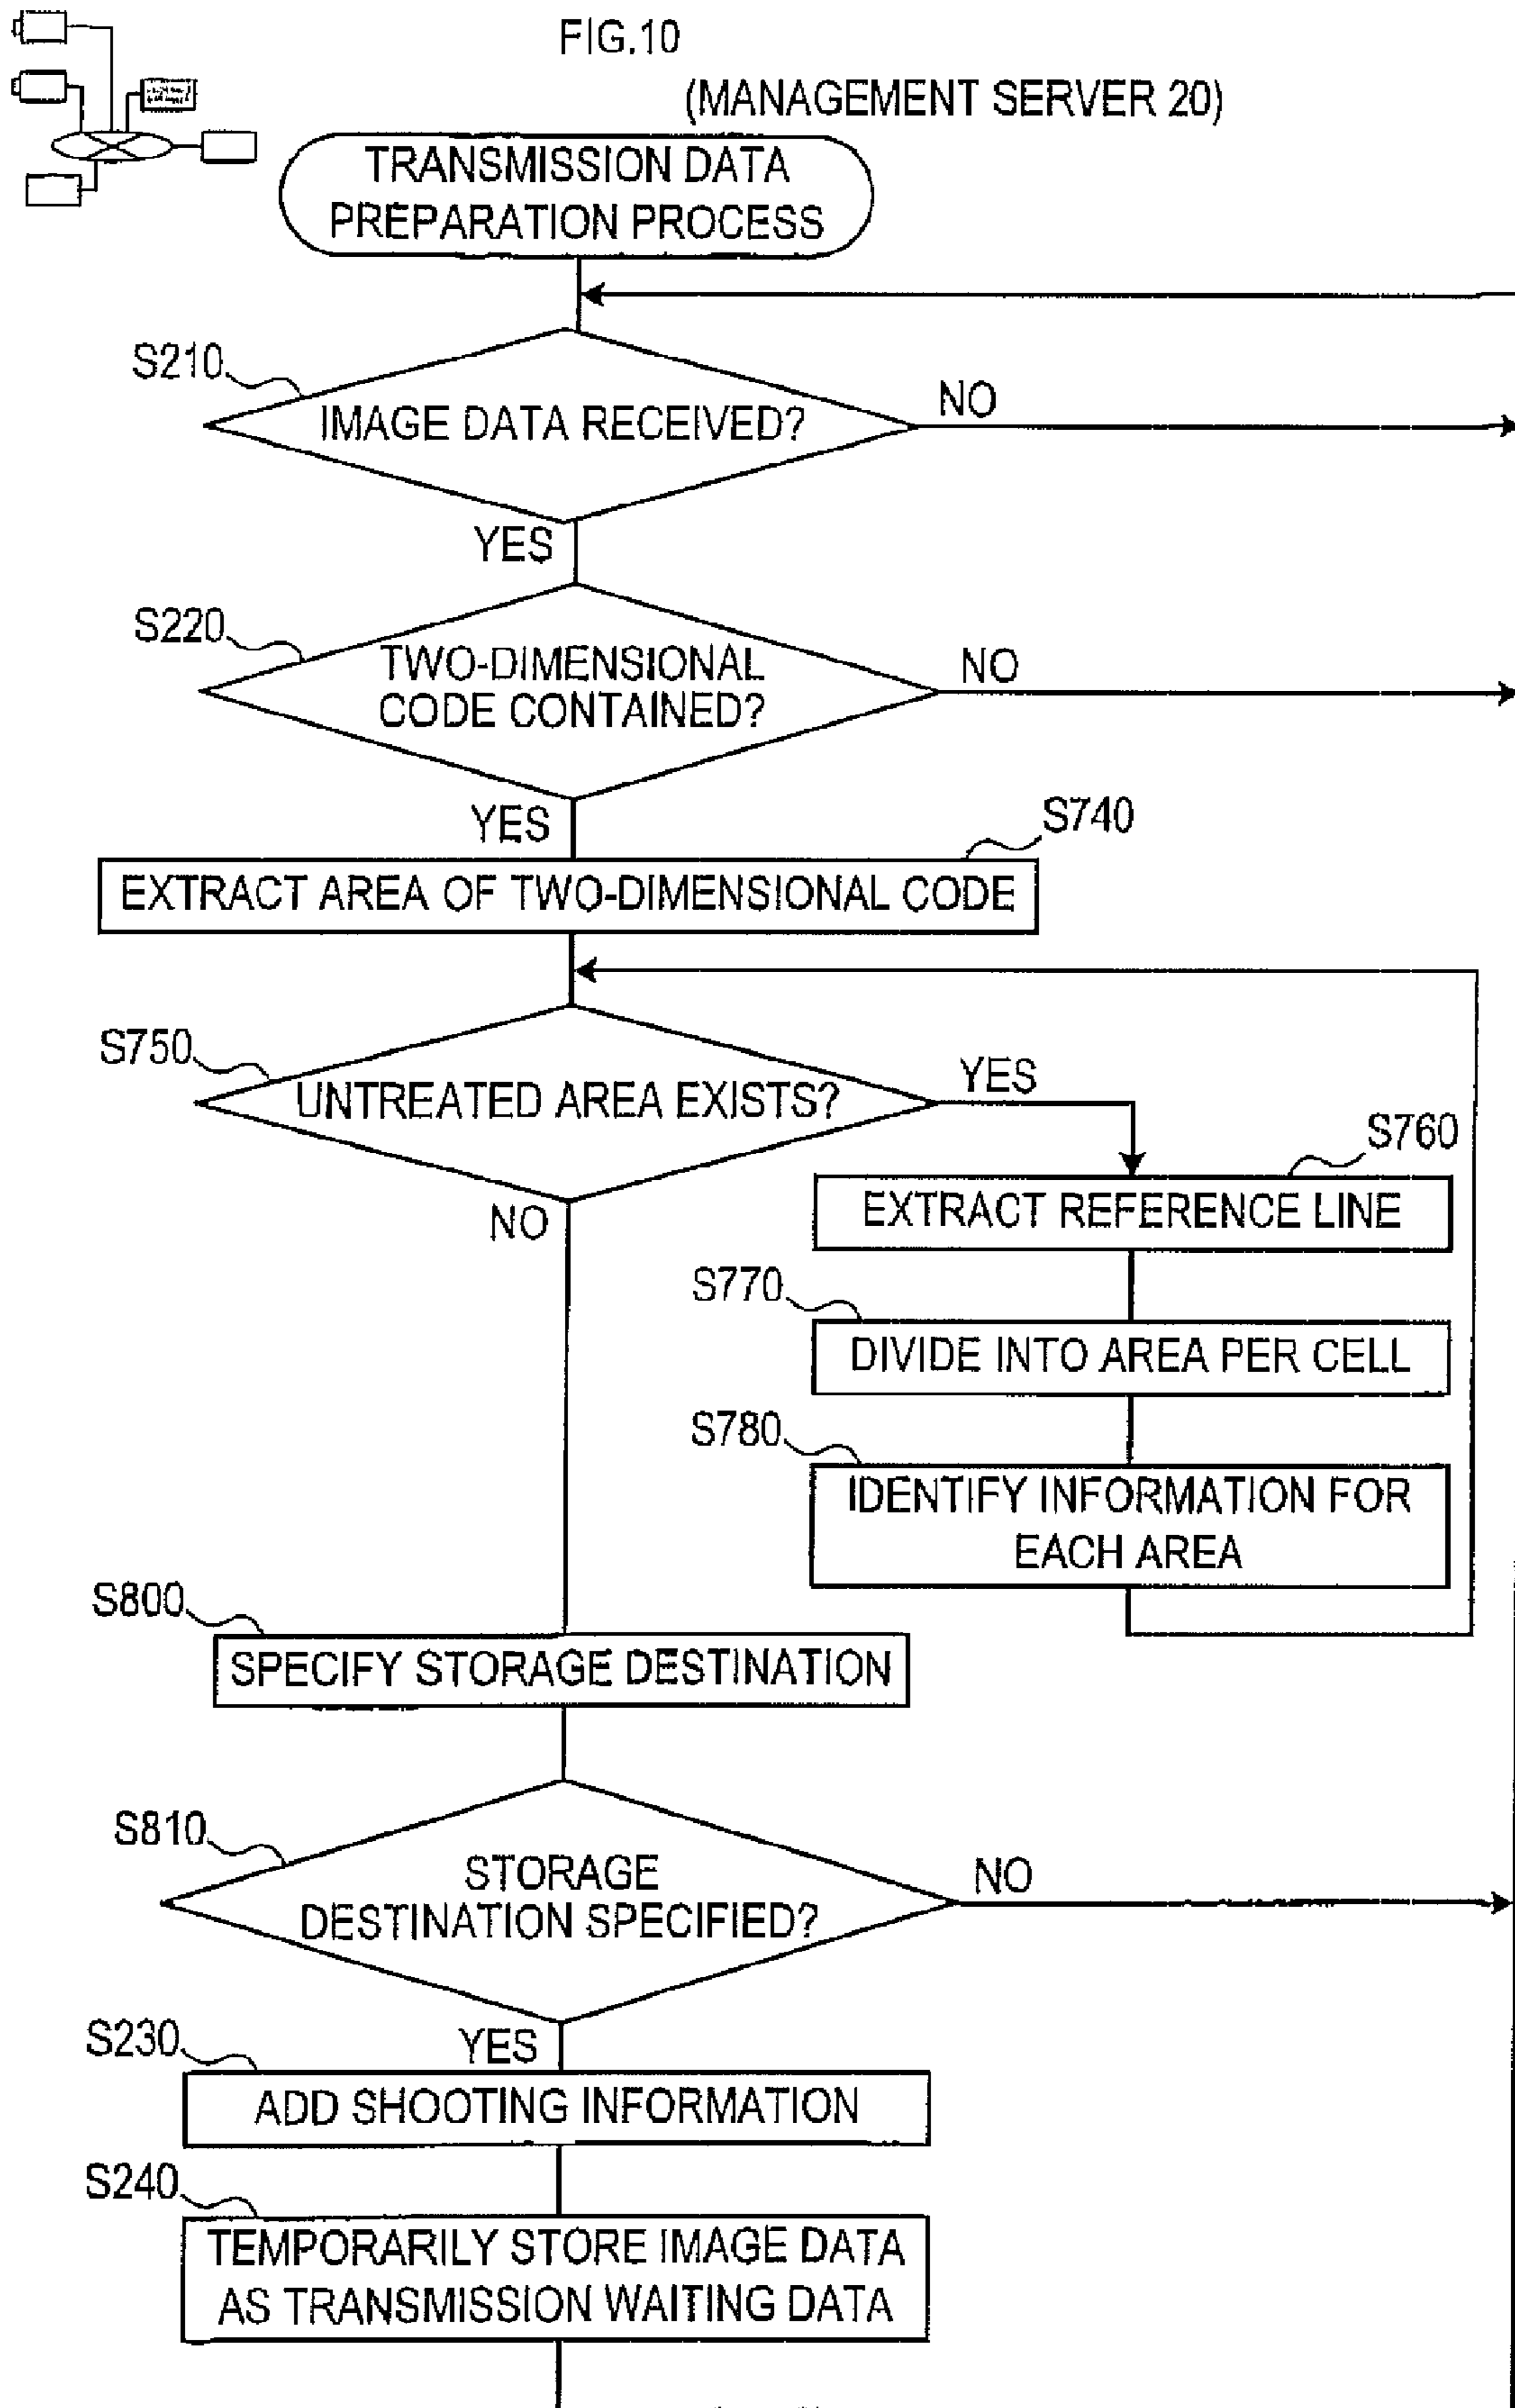 FIG.10
(MANAGEMENT SERVER 20)
TRANSMISSION DATA
PREPARATION PROCESS
S210
IMAGE DATA RECEIVED?
NO
YES
S220
TWO-DIMENSIONAL
CODE CONTAINED?
NO
YES
S740
EXTRACT AREA OF TWO-DIMENSIONAL CODE
S750
UNTREATED AREA EXISTS?
YES
NO
S760
EXTRACT REFERENCE LINE
S770
DIVIDE INTO AREA PER CELL
S780
IDENTIFY INFORMATION FOR
EACH AREA
S800
SPECIFY STORAGE DESTINATION
S810
STORAGE
DESTINATION SPECIFIED?
NO
YES
S230
ADD SHOOTING INFORMATION
S240
TEMPORARILY STORE IMAGE DATA
AS TRANSMISSION WAITING DATA